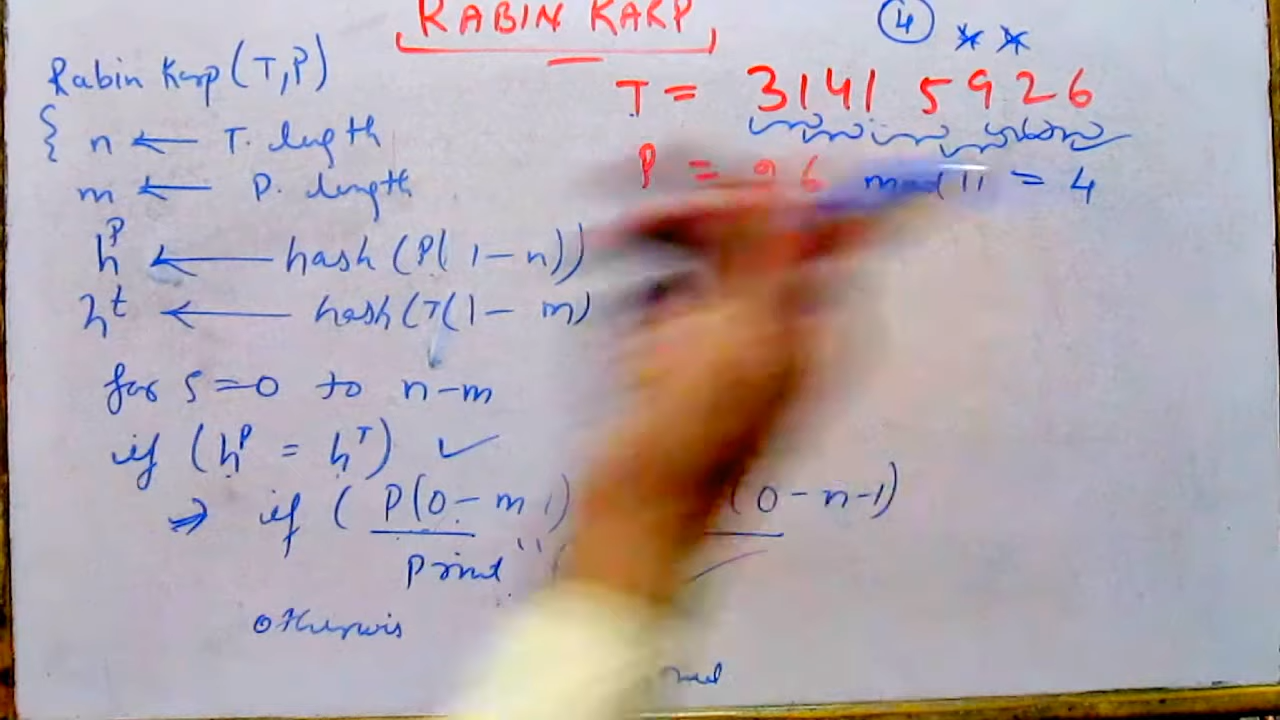 RABIN KARP
4
Rabin Karp (T,P)
T = 3141 5926
{ n ← T. length
P = 26 mod 11 = 4
m ← P. length
h^P ← hash (P( 1 - n))
h^t ← hash (T(1 - m)
for s = 0 to n-m
if (h^P = h^T) ✓
⇒ if ( P(0 - m 1) (0 - n-1)
Print "
otherwis